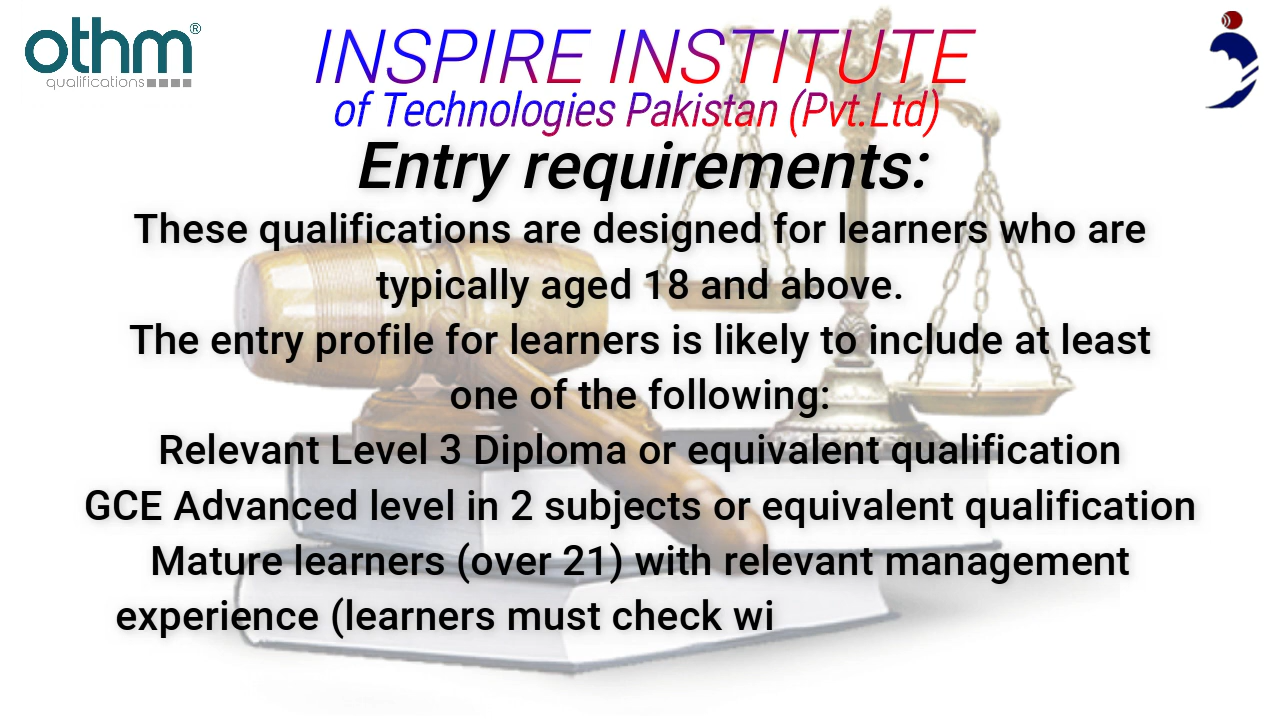 othm®
qualifications
INSPIRE INSTITUTE
of Technologies Pakistan (Pvt.Ltd)
Entry requirements:
These qualifications are designed for learners who are
typically aged 18 and above.
The entry profile for learners is likely to include at least
one of the following:
Relevant Level 3 Diploma or equivalent qualification
GCE Advanced level in 2 subjects or equivalent qualification
Mature learners (over 21) with relevant management
experience (learners must check wi